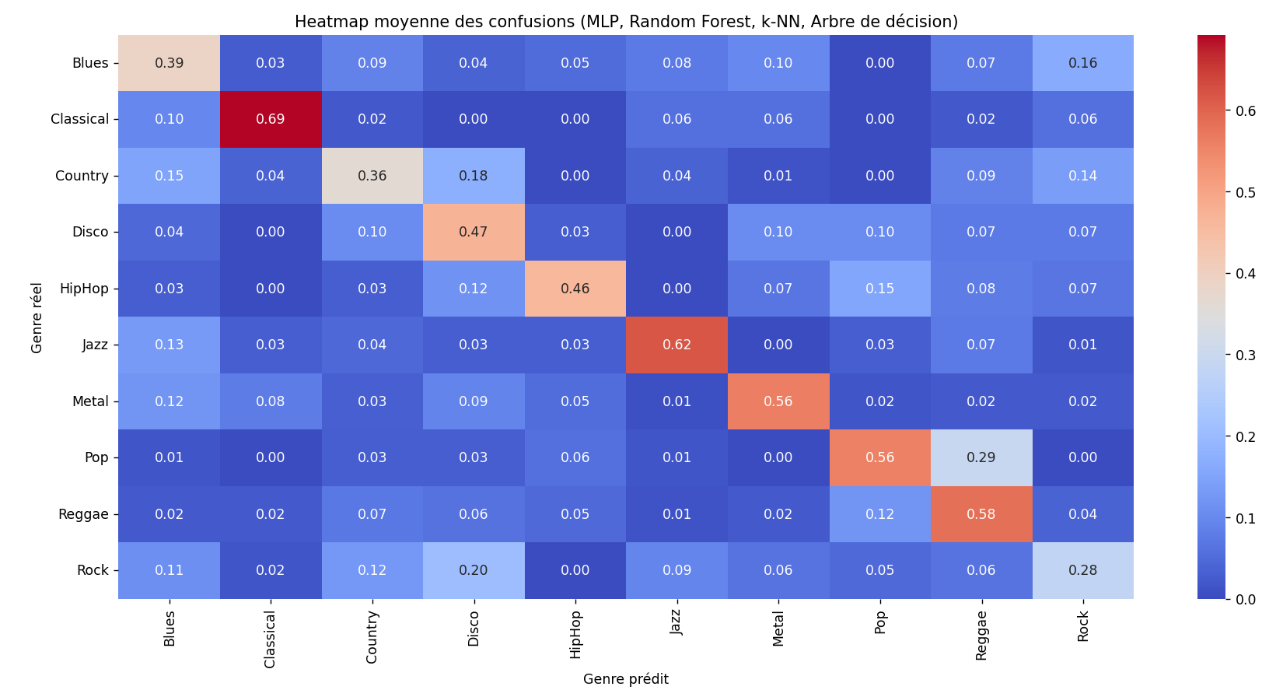 Heatmap moyenne des confusions (MLP, Random Forest, k-NN, Arbre de décision)
Blues 0.39 0.03 0.09 0.04 0.05 0.08 0.10 0.00 0.07 0.16
Classical 0.10 0.69 0.02 0.00 0.00 0.06 0.06 0.00 0.02 0.06
Country 0.15 0.04 0.36 0.18 0.00 0.04 0.01 0.00 0.09 0.14
Disco 0.04 0.00 0.10 0.47 0.03 0.00 0.10 0.10 0.07 0.07
HipHop 0.03 0.00 0.03 0.12 0.46 0.00 0.07 0.15 0.08 0.07
Jazz 0.13 0.03 0.04 0.03 0.03 0.62 0.00 0.03 0.07 0.01
Metal 0.12 0.08 0.03 0.09 0.05 0.01 0.56 0.02 0.02 0.02
Pop 0.01 0.00 0.03 0.03 0.06 0.01 0.00 0.56 0.29 0.00
Reggae 0.02 0.02 0.07 0.06 0.05 0.01 0.02 0.12 0.58 0.04
Rock 0.11 0.02 0.12 0.20 0.00 0.09 0.06 0.05 0.06 0.28
Genre réel
Blues Classical Country Disco HipHop Jazz Metal Pop Reggae Rock
Genre prédit
0.6
0.5
0.4
0.3
0.2
0.1
0.0